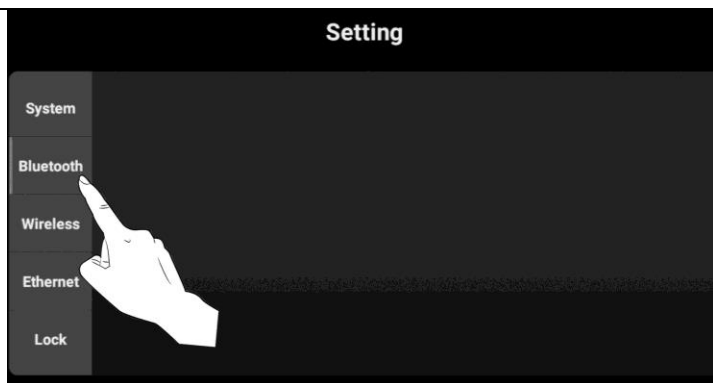 Setting
System
Bluetooth
Wireless
Ethernet
Lock